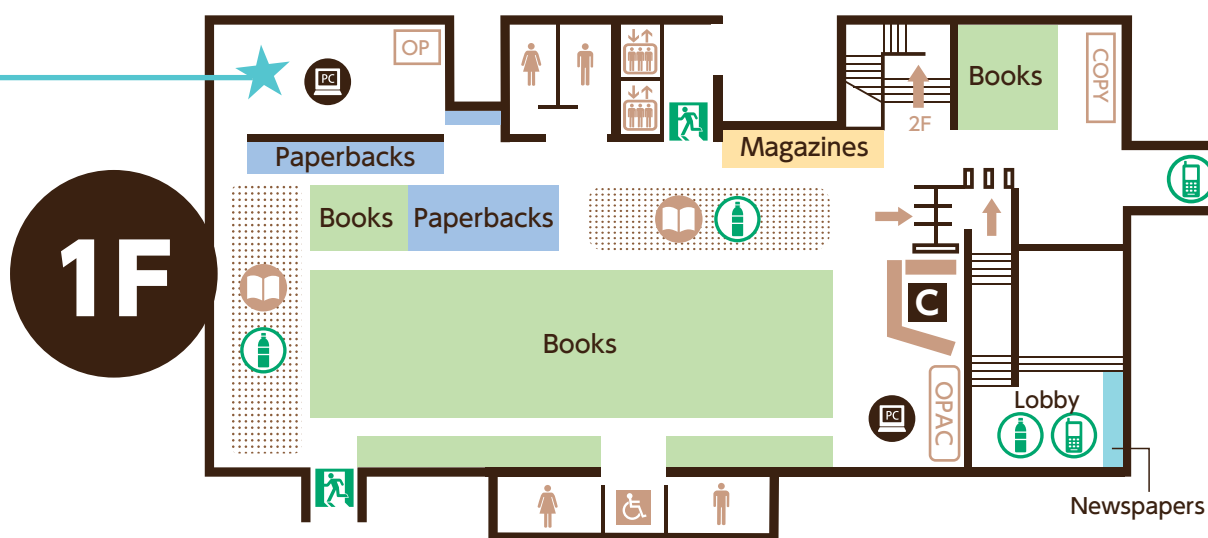 OP
PC
Books
COPY
2F
Magazines
Paperbacks
Books
Paperbacks
1F
C
Books
Lobby
PC
OPAC
Newspapers